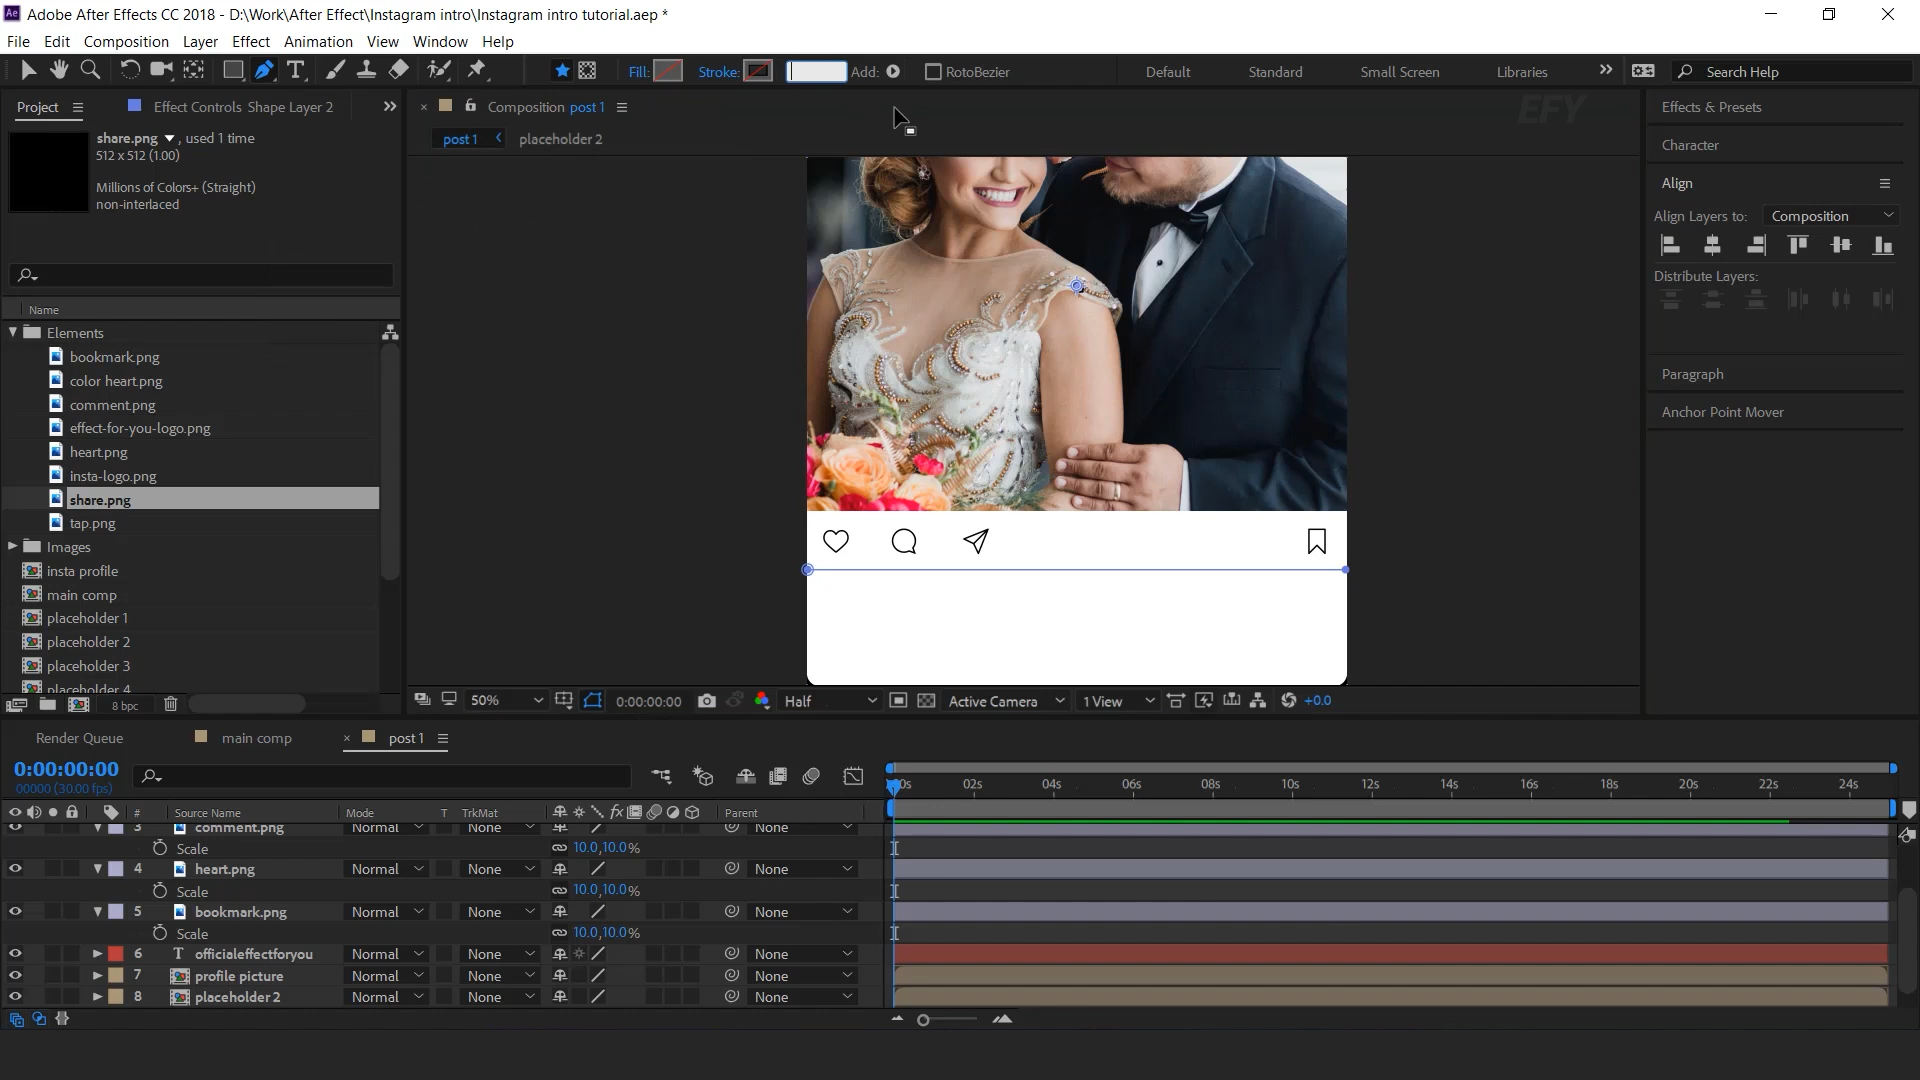 Adobe After Effects CC 2018 - D:\Work\After Effect\Instagram intro\Instagram intro tutorial.aep *
File Edit Composition Layer Effect Animation View Window Help
Fill: Stroke: Add: RotoBezier Default Standard Small Screen Libraries Search Help
Project Effect Controls Shape Layer 2 Composition post 1 Effects & Presets
EFY
share.png , used 1 time
512 x 512 (1.00)
Millions of Colors+ (Straight)
non-interlaced
post 1 placeholder 2
Character
Align
Align Layers to: Composition
Distribute Layers:
Paragraph
Anchor Point Mover
Name
Elements
bookmark.png
color heart.png
comment.png
effect-for-you-logo.png
heart.png
insta-logo.png
share.png
tap.png
Images
insta profile
main comp
placeholder 1
placeholder 2
placeholder 3
placeholder 4
8 bpc
50% 0:00:00:00 Half Active Camera 1 View +0.0
Render Queue main comp post 1
0:00:00:00
00000 (30.00 fps)
00s 02s 04s 06s 08s 10s 12s 14s 16s 18s 20s 22s 24s
# Source Name Mode T TrkMat fx Parent
3 comment.png Normal None None
Scale 10.0,10.0%
4 heart.png Normal None None
Scale 10.0,10.0%
5 bookmark.png Normal None None
Scale 10.0,10.0%
6 T officialeffectforyou Normal None None
7 profile picture Normal None None
8 placeholder 2 Normal None None